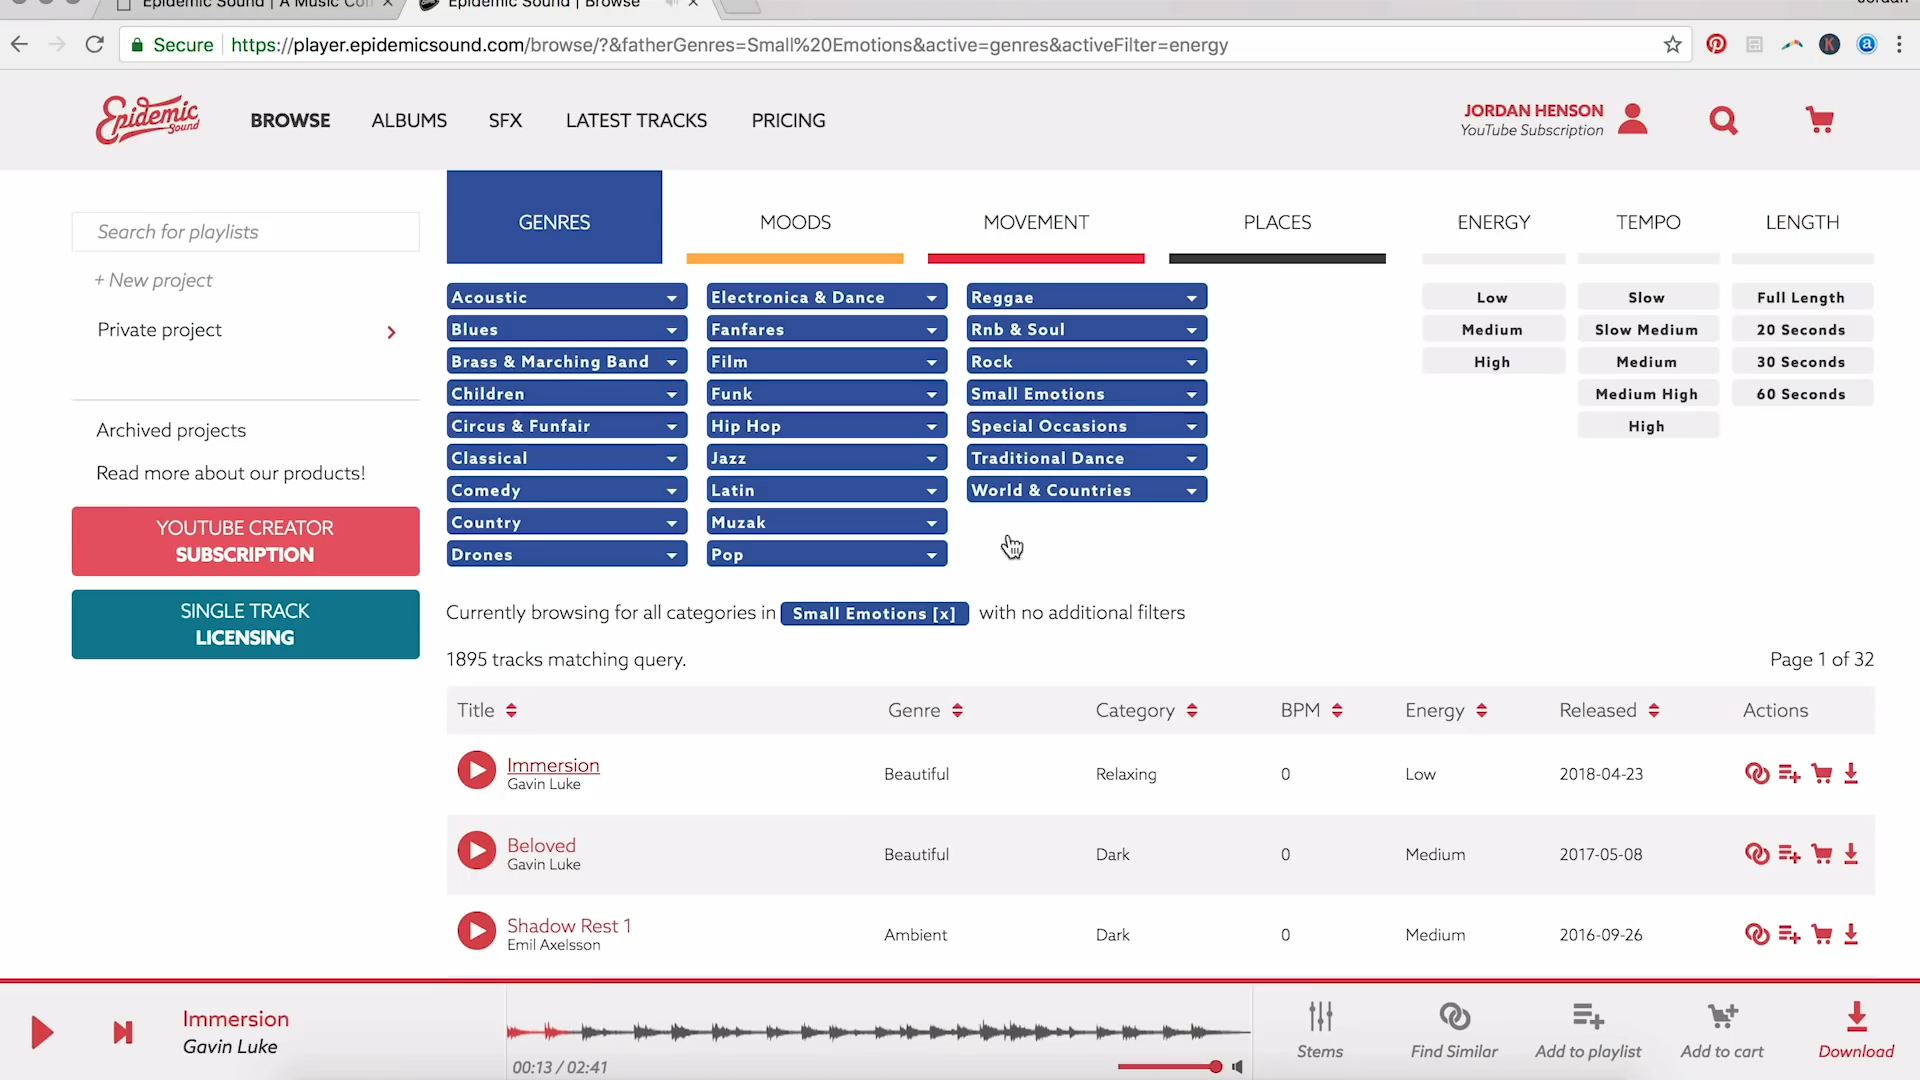 Epidemic Sound | A Music Com
Epidemic Sound | Browse
Jordan
Secure https://player.epidemicsound.com/browse/?&fatherGenres=Small%20Emotions&active=genres&activeFilter=energy
Epidemic Sound
BROWSE ALBUMS SFX LATEST TRACKS PRICING
JORDAN HENSON
YouTube Subscription
Search for playlists
+ New project
Private project
Archived projects
Read more about our products!
YOUTUBE CREATOR
SUBSCRIPTION
SINGLE TRACK
LICENSING
GENRES MOODS MOVEMENT PLACES ENERGY TEMPO LENGTH
Acoustic Electronica & Dance Reggae Low Slow Full Length
Blues Fanfares Rnb & Soul Medium Slow Medium 20 Seconds
Brass & Marching Band Film Rock High Medium 30 Seconds
Children Funk Small Emotions Medium High 60 Seconds
Circus & Funfair Hip Hop Special Occasions High
Classical Jazz Traditional Dance
Comedy Latin World & Countries
Country Muzak
Drones Pop
Currently browsing for all categories in Small Emotions [x] with no additional filters
1895 tracks matching query. Page 1 of 32
Title Genre Category BPM Energy Released Actions
Immersion
Gavin Luke
Beautiful Relaxing 0 Low 2018-04-23
Beloved
Gavin Luke
Beautiful Dark 0 Medium 2017-05-08
Shadow Rest 1
Emil Axelsson
Ambient Dark 0 Medium 2016-09-26
Immersion
Gavin Luke
00:13 / 02:41
Stems Find Similar Add to playlist Add to cart Download